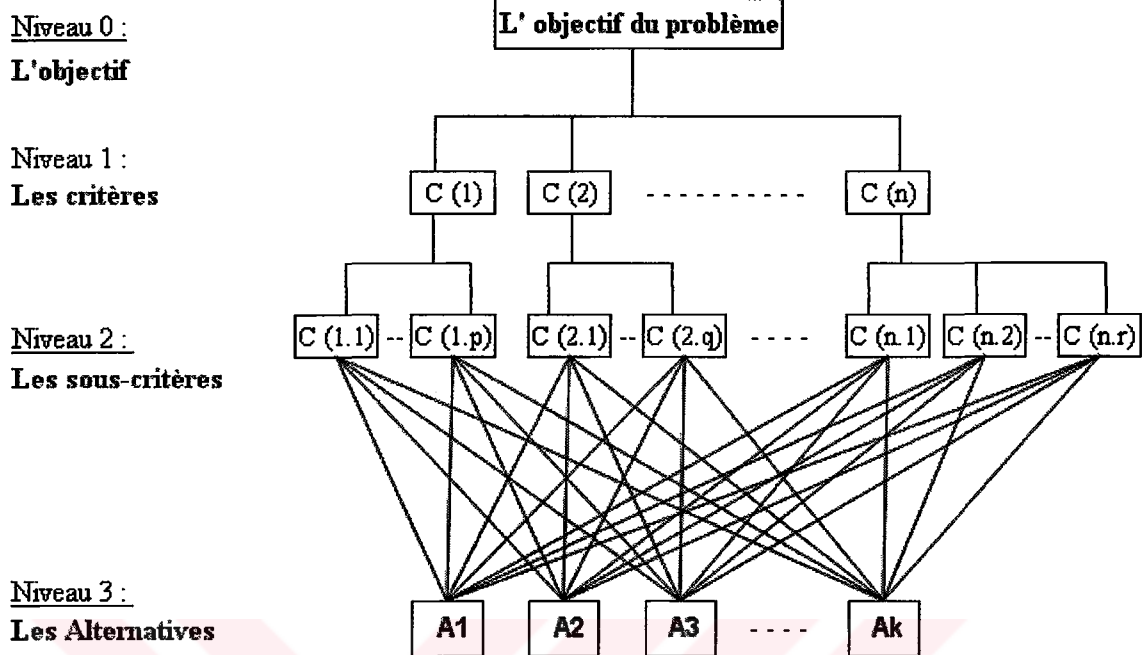 L' objectif du problème
Niveau 0 :
L'objectif
Niveau 1 :
Les critères
C (1) C (2) - - - - - - - - - - C (n)
Niveau 2 :
Les sous-critères
C (1.1) -- C (1.p) C (2.1) -- C (2.q) - - - - C (n.1) C (n.2) -- C (n.r)
Niveau 3 :
Les Alternatives
A1 A2 A3 - - - - Ak